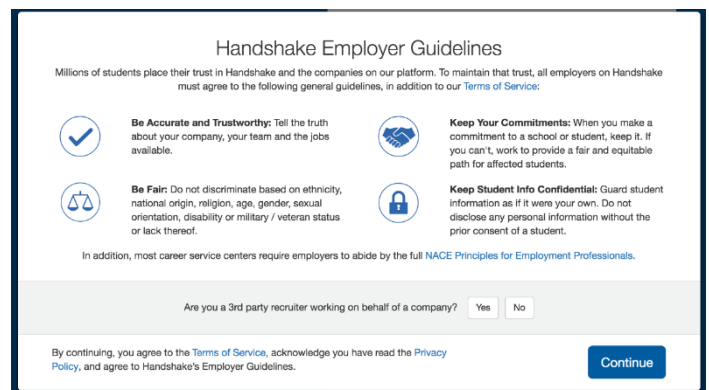 Handshake Employer Guidelines
Millions of students place their trust in Handshake and the companies on our platform. To maintain that trust, all employers on Handshake
must agree to the following general guidelines, in addition to our Terms of Service:
Be Accurate and Trustworthy: Tell the truth
about your company, your team and the jobs
available.
Keep Your Commitments: When you make a
commitment to a school or student, keep it. If
you can't, work to provide a fair and equitable
path for affected students.
Be Fair: Do not discriminate based on ethnicity,
national origin, religion, age, gender, sexual
orientation, disability or military / veteran status
or lack thereof.
Keep Student Info Confidential: Guard student
information as if it were your own. Do not
disclose any personal information without the
prior consent of a student.
In addition, most career service centers require employers to abide by the full NACE Principles for Employment Professionals.
Are you a 3rd party recruiter working on behalf of a company? Yes No
By continuing, you agree to the Terms of Service, acknowledge you have read the Privacy
Policy, and agree to Handshake's Employer Guidelines.
Continue